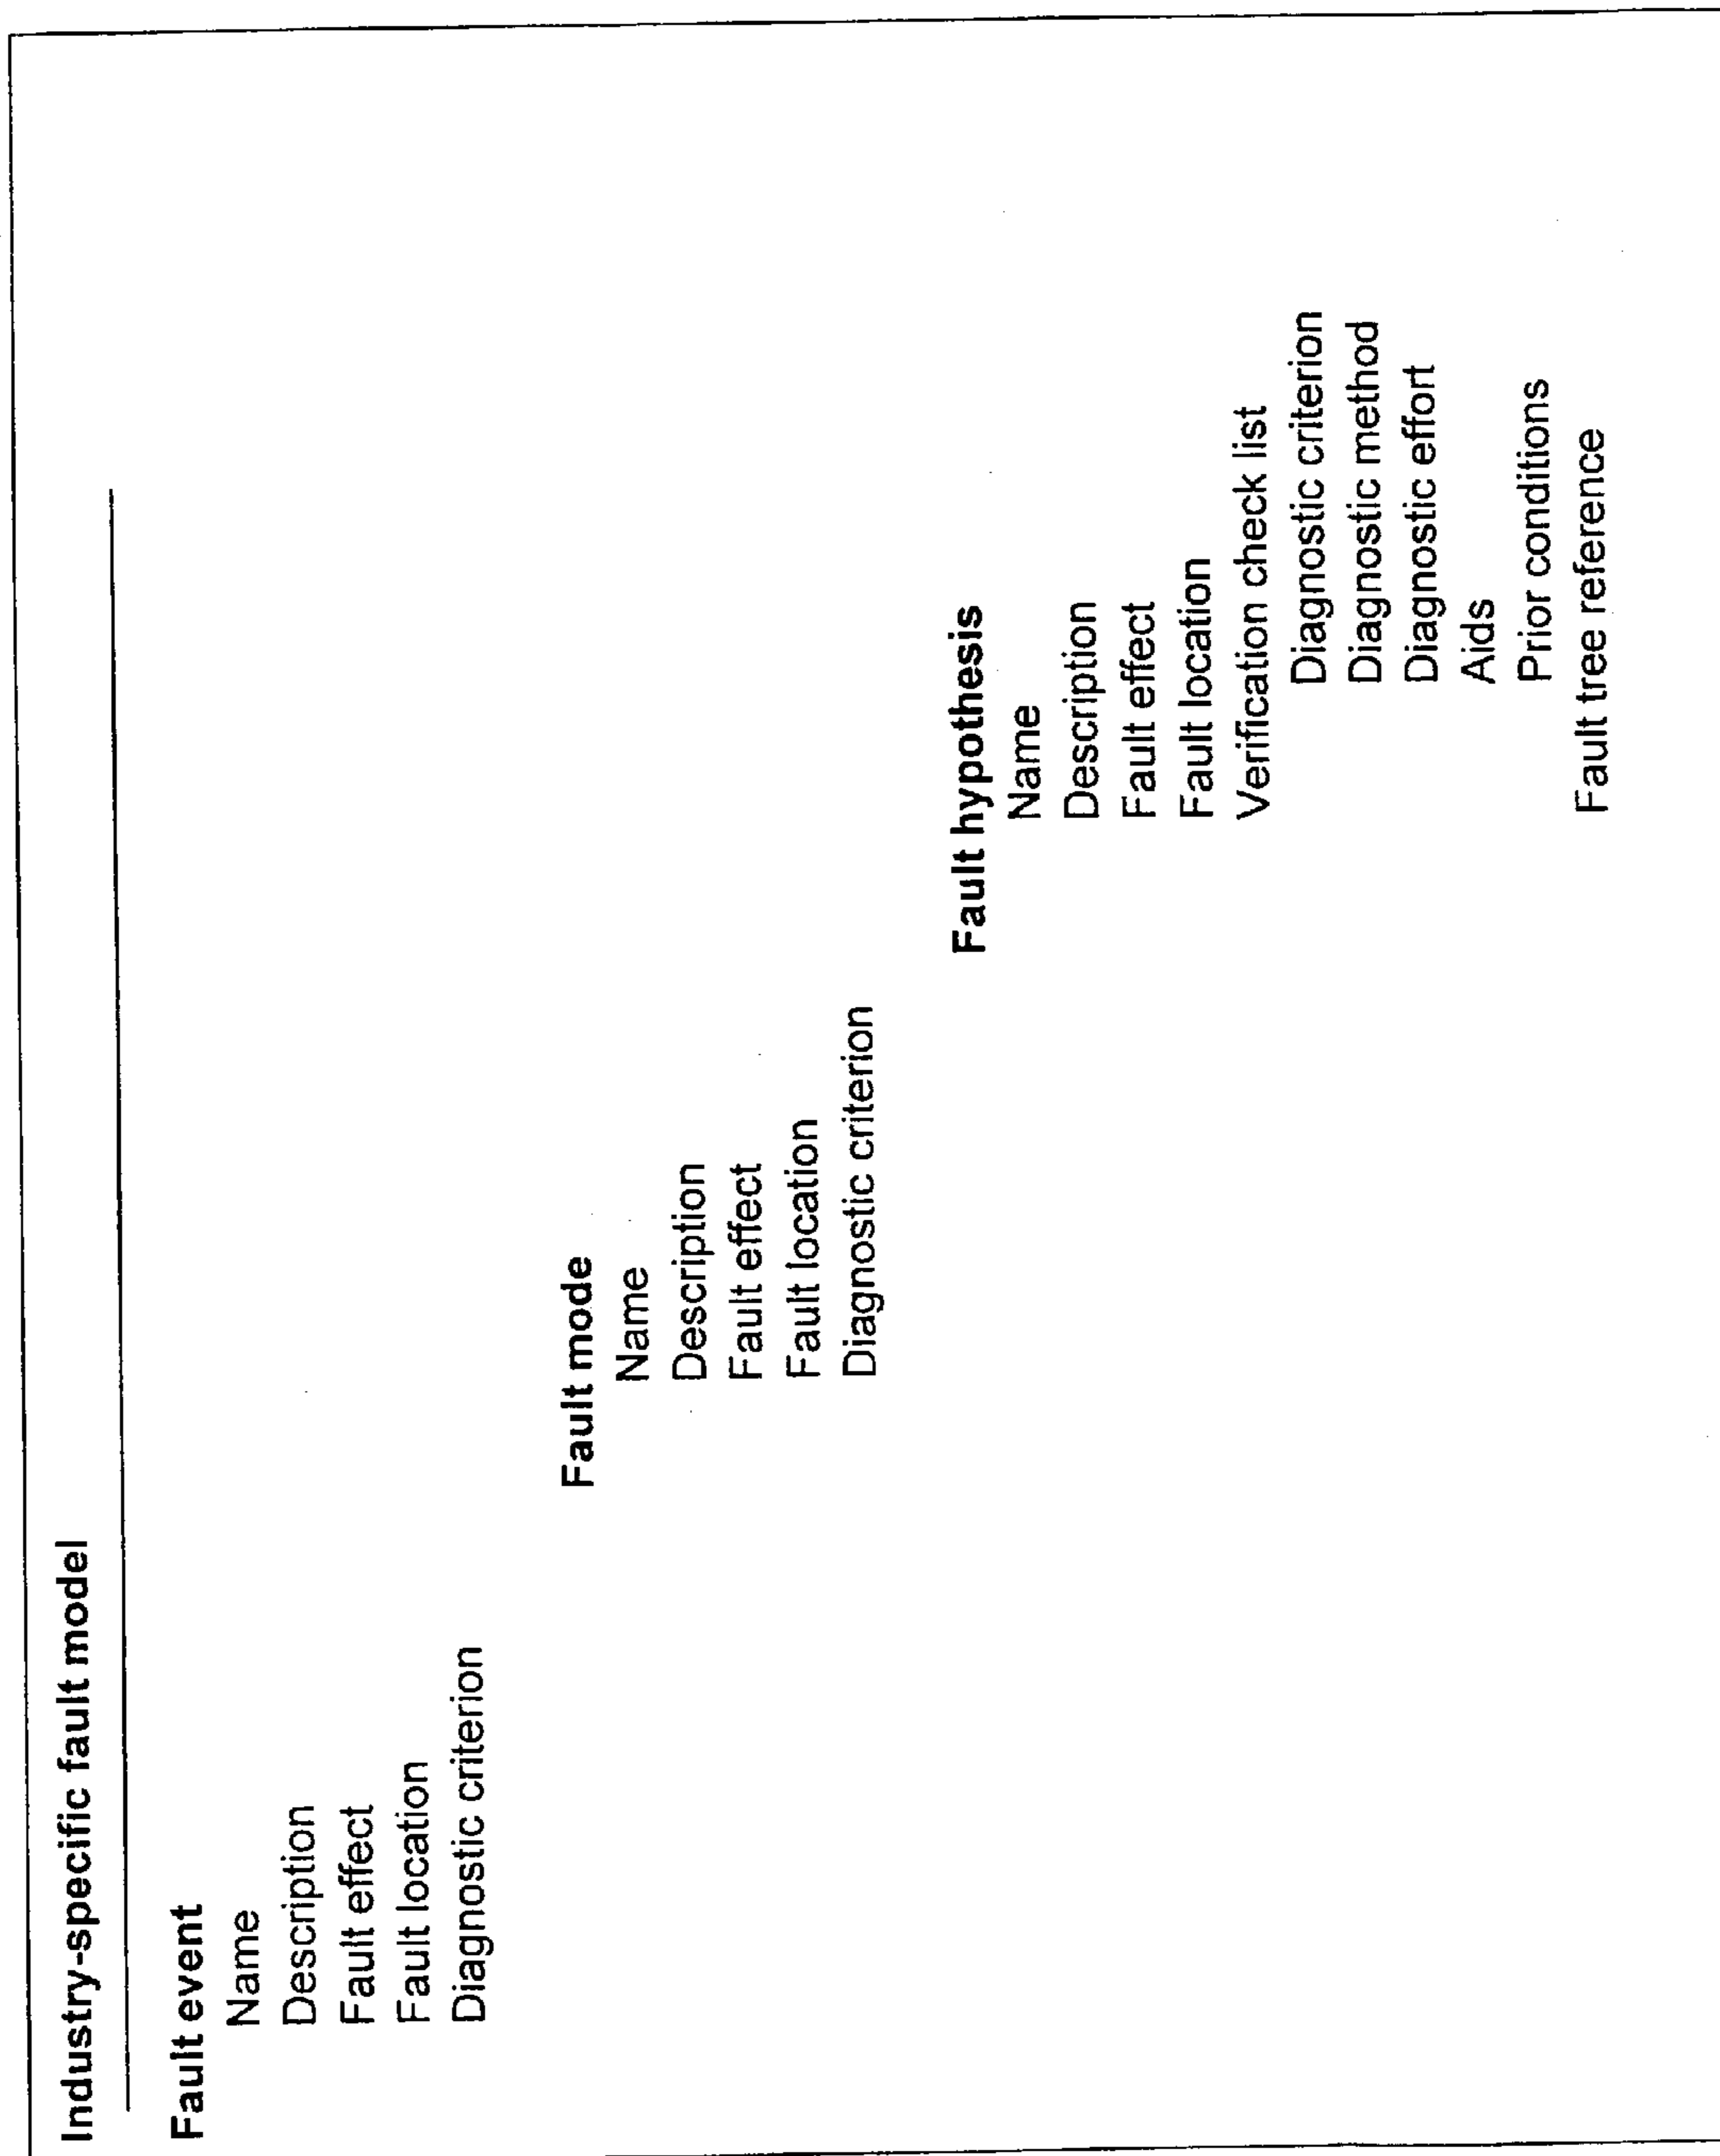 Industry-specific fault model
Fault event
Name
Description
Fault effect
Fault location
Diagnostic criterion
Fault mode
Name
Description
Fault effect
Fault location
Diagnostic criterion
Fault hypothesis
Name
Description
Fault effect
Fault location
Verification check list
Diagnostic criterion
Diagnostic method
Diagnostic effort
Aids
Prior conditions
Fault tree reference